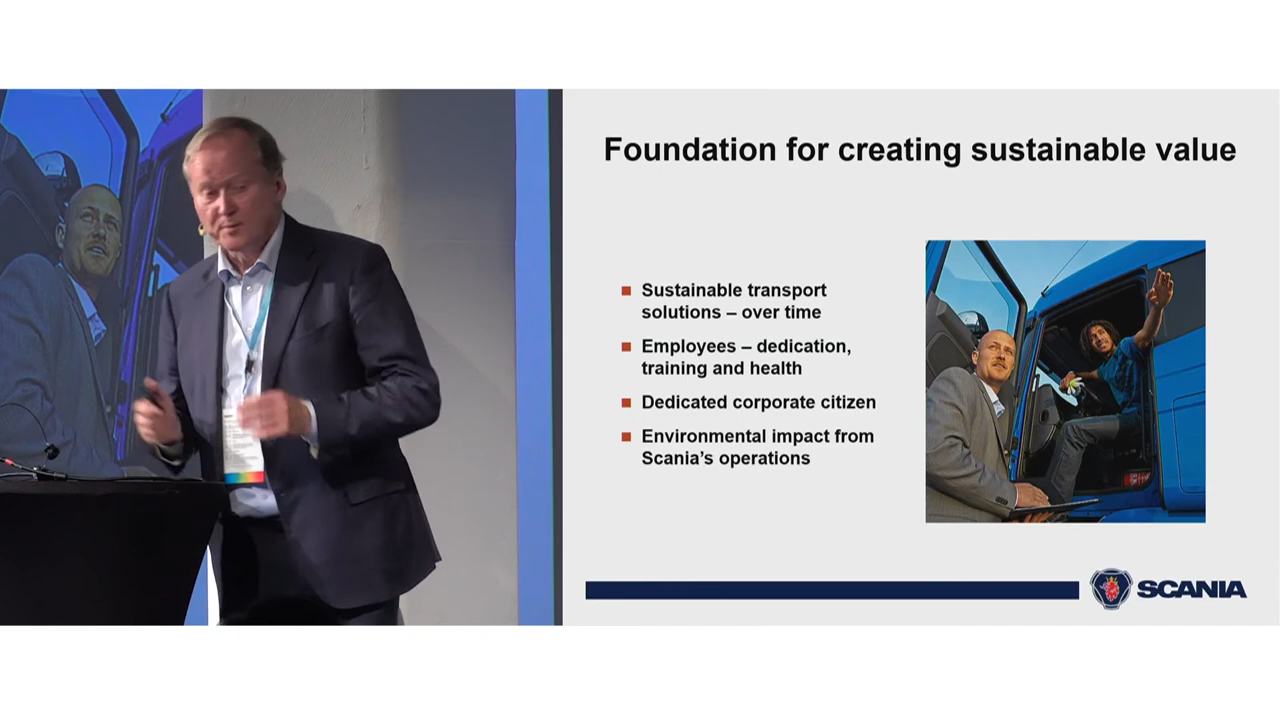 Foundation for creating sustainable value
Sustainable transport
solutions – over time
Employees – dedication,
training and health
Dedicated corporate citizen
Environmental impact from
Scania's operations
SCANIA